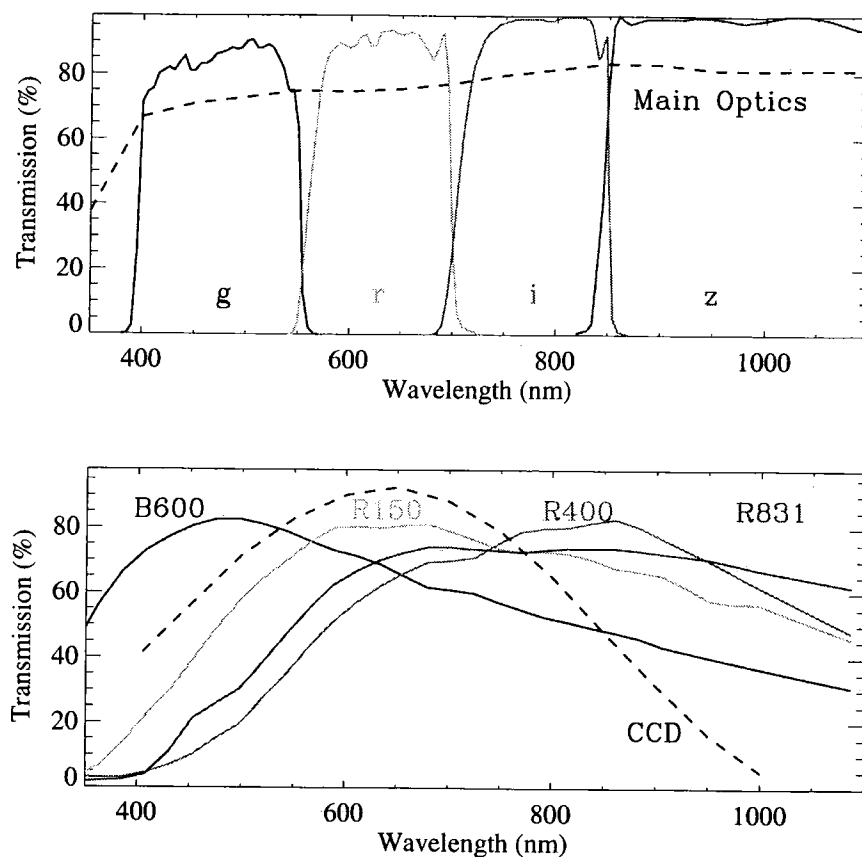 80
60
40
20
0
Transmission (%)
Main Optics
g r i z
400 600 800 1000
Wavelength (nm)
B600 R150 R400 R831
80
60
40
20
0
Transmission (%)
CCD
400 600 800 1000
Wavelength (nm)